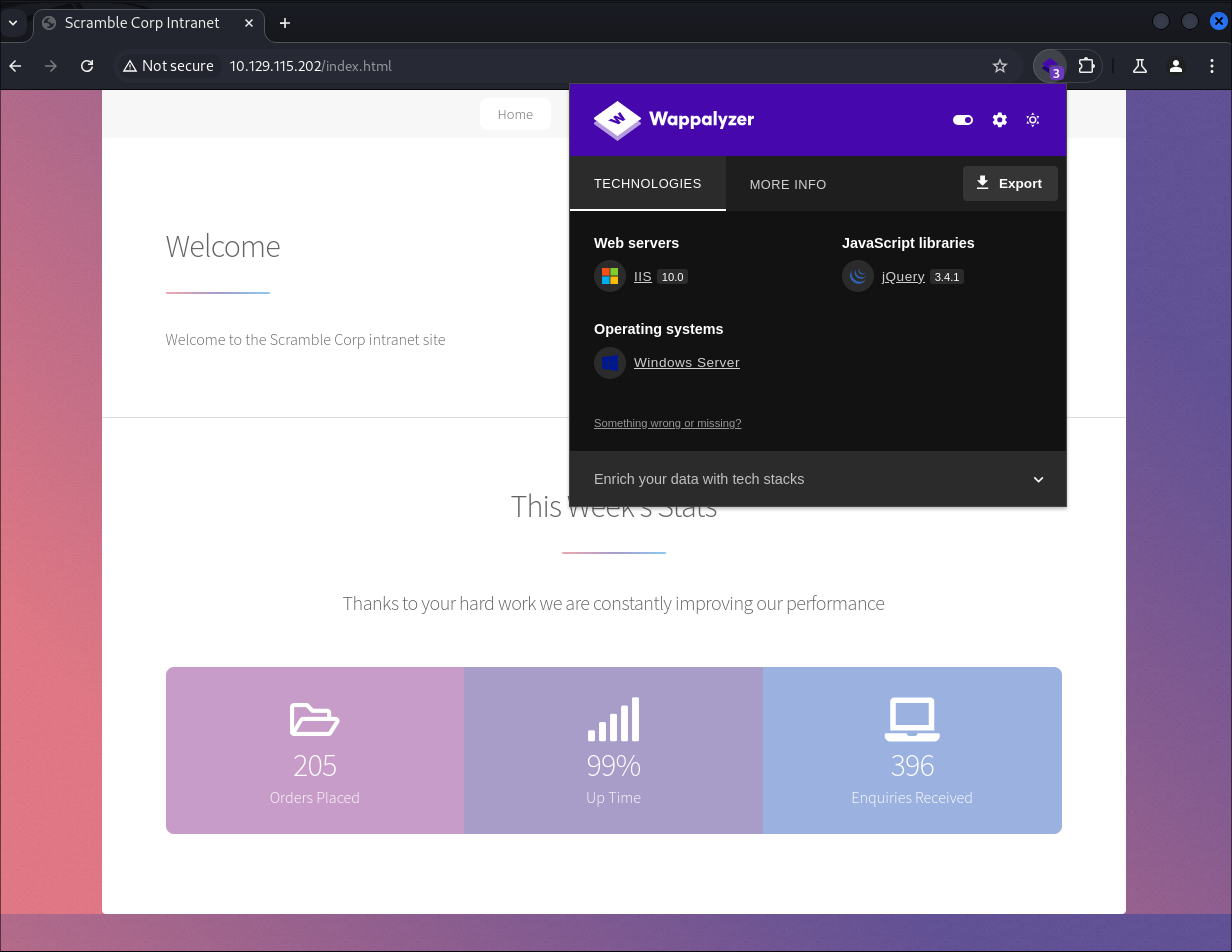 Scramble Corp Intranet
Not secure 10.129.115.202/index.html
3
Home
W
Wappalyzer
TECHNOLOGIES MORE INFO Export
Web servers JavaScript libraries
IIS 10.0 jQuery 3.4.1
Operating systems
Windows Server
Something wrong or missing?
Enrich your data with tech stacks
Welcome
Welcome to the Scramble Corp intranet site
This Week's Stats
Thanks to your hard work we are constantly improving our performance
205 99% 396
Orders Placed Up Time Enquiries Received